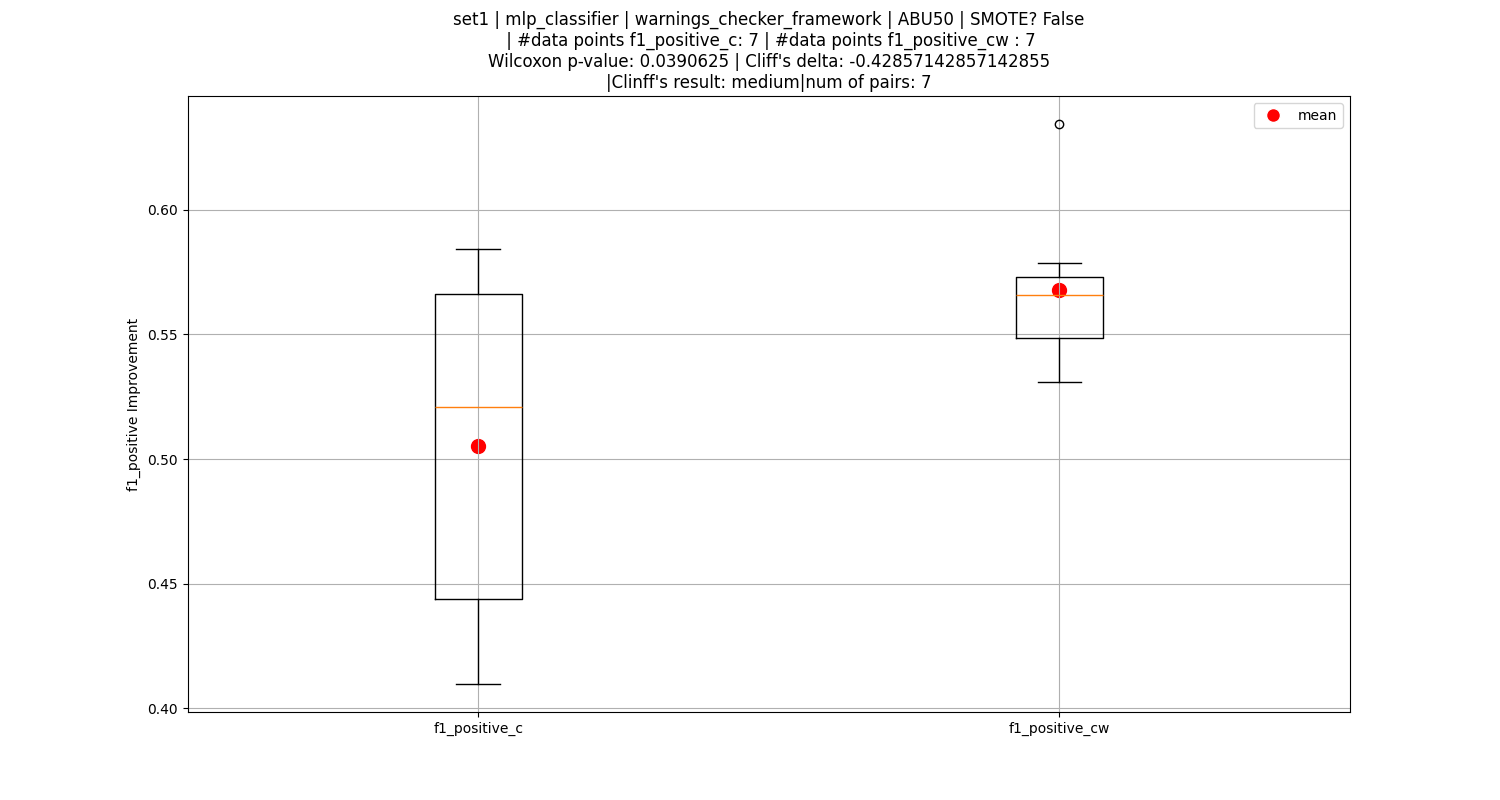 set1 | mlp_classifier | warnings_checker_framework | ABU50 | SMOTE? False
| #data points f1_positive_c: 7 | #data points f1_positive_cw : 7
Wilcoxon p-value: 0.0390625 | Cliff's delta: -0.42857142857142855
|Clinff's result: medium|num of pairs: 7
mean
0.60
0.55
0.50
0.45
0.40
f1_positive Improvement
f1_positive_c
f1_positive_cw